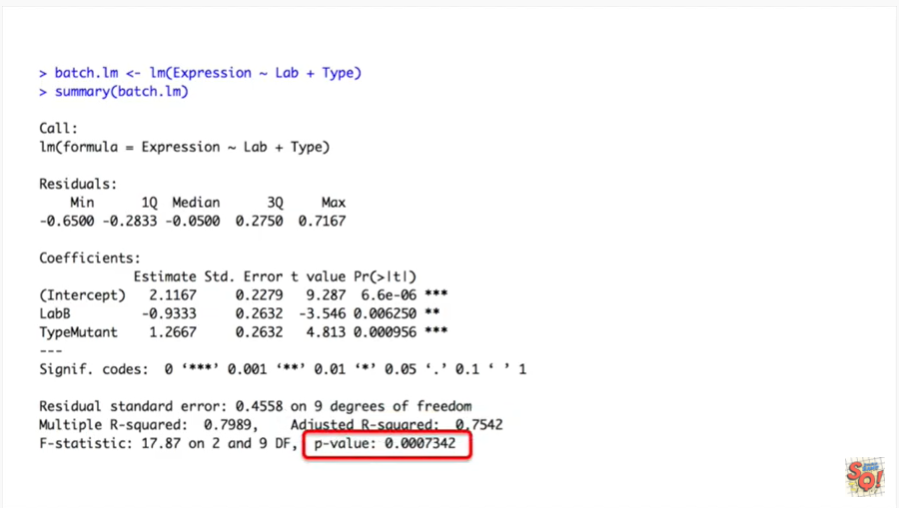 > batch.lm <- lm(Expression ~ Lab + Type)
> summary(batch.lm)
Call:
lm(formula = Expression ~ Lab + Type)
Residuals:
Min 1Q Median 3Q Max
-0.6500 -0.2833 -0.0500 0.2750 0.7167
Coefficients:
Estimate Std. Error t value Pr(>|t|)
(Intercept) 2.1167 0.2279 9.287 6.6e-06 ***
LabB -0.9333 0.2632 -3.546 0.006250 **
TypeMutant 1.2667 0.2632 4.813 0.000956 ***
---
Signif. codes: 0 ‘***’ 0.001 ‘**’ 0.01 ‘*’ 0.05 ‘.’ 0.1 ‘ ’ 1
Residual standard error: 0.4558 on 9 degrees of freedom
Multiple R-squared: 0.7989, Adjusted R-squared: 0.7542
F-statistic: 17.87 on 2 and 9 DF, p-value: 0.0007342
SQ!